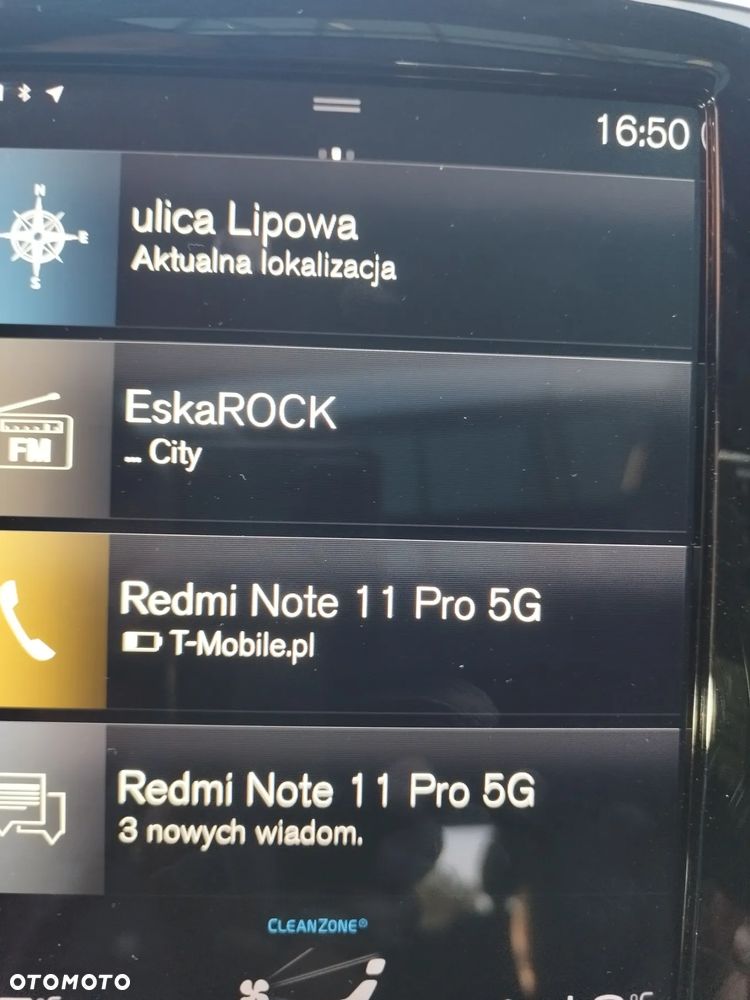 16:50
N
E
S
ulica Lipowa
Aktualna lokalizacja
EskaROCK
... City
FM
Redmi Note 11 Pro 5G
T-Mobile.pl
Redmi Note 11 Pro 5G
3 nowych wiadom.
CLEANZONE®
OTOMOTO